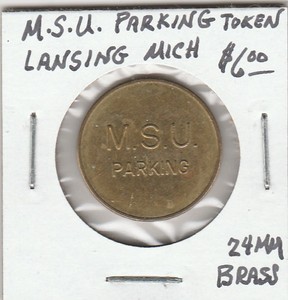 M.S.U. PARKING TOKEN
LANSING MICH $6.00
M.S.U.
PARKING
24MM
BRASS